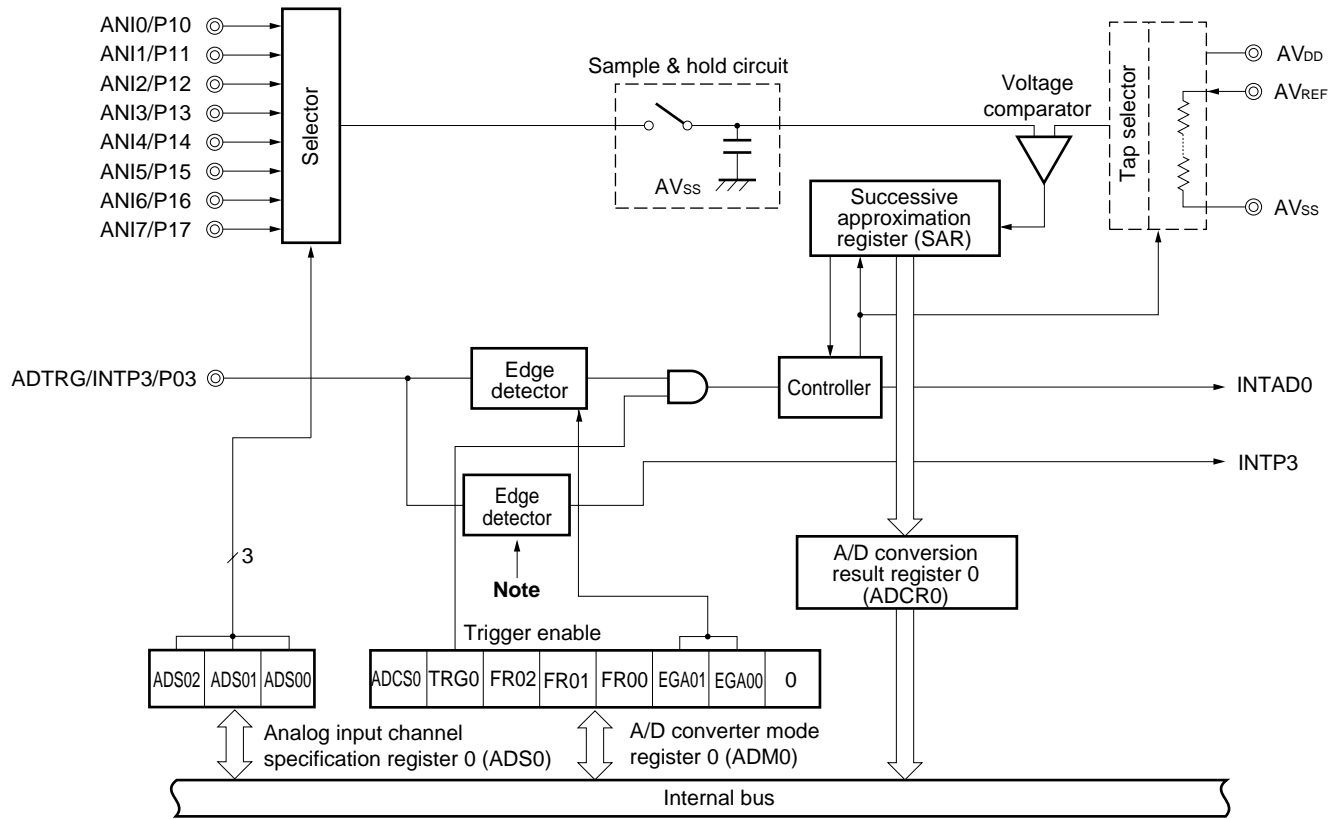 ANI0/P10
ANI1/P11
ANI2/P12
ANI3/P13
ANI4/P14
ANI5/P15
ANI6/P16
ANI7/P17
Selector
Sample & hold circuit
AVSS
Voltage
comparator
Tap selector
AVDD
AVREF
AVSS
Successive
approximation
register (SAR)
ADTRG/INTP3/P03
Edge
detector
Controller
INTAD0
INTP3
Edge
detector
Note
3
A/D conversion
result register 0
(ADCR0)
Trigger enable
ADS02 ADS01 ADS00
ADCS0 TRG0 FR02 FR01 FR00 EGA01 EGA00 0
Analog input channel
specification register 0 (ADS0)
A/D converter mode
register 0 (ADM0)
Internal bus